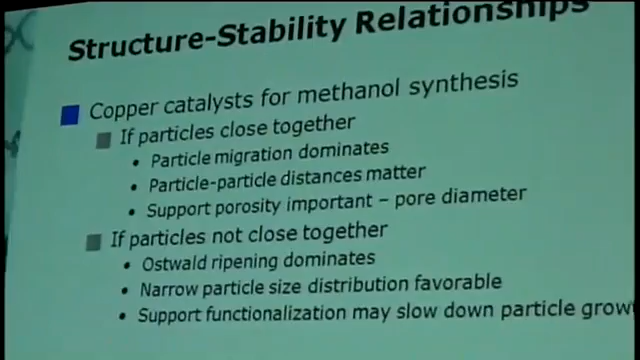 Structure-Stability Relationships
Copper catalysts for methanol synthesis
If particles close together
• Particle migration dominates
• Particle-particle distances matter
• Support porosity important – pore diameter
If particles not close together
• Ostwald ripening dominates
• Narrow particle size distribution favorable
• Support functionalization may slow down particle grow